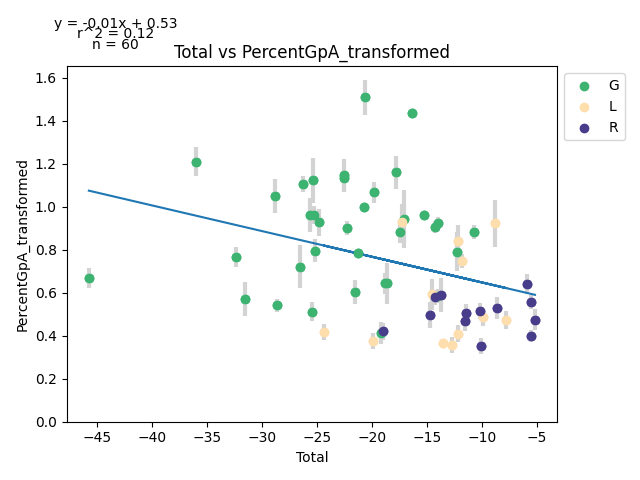 y = -0.01x + 0.53
r^2 = 0.12
n = 60
Total vs PercentGpA_transformed
PercentGpA_transformed
1.6
1.4
1.2
1.0
0.8
0.6
0.4
0.2
0.0
−45
−40
−35
−30
−25
−20
−15
−10
−5
Total
G
L
R